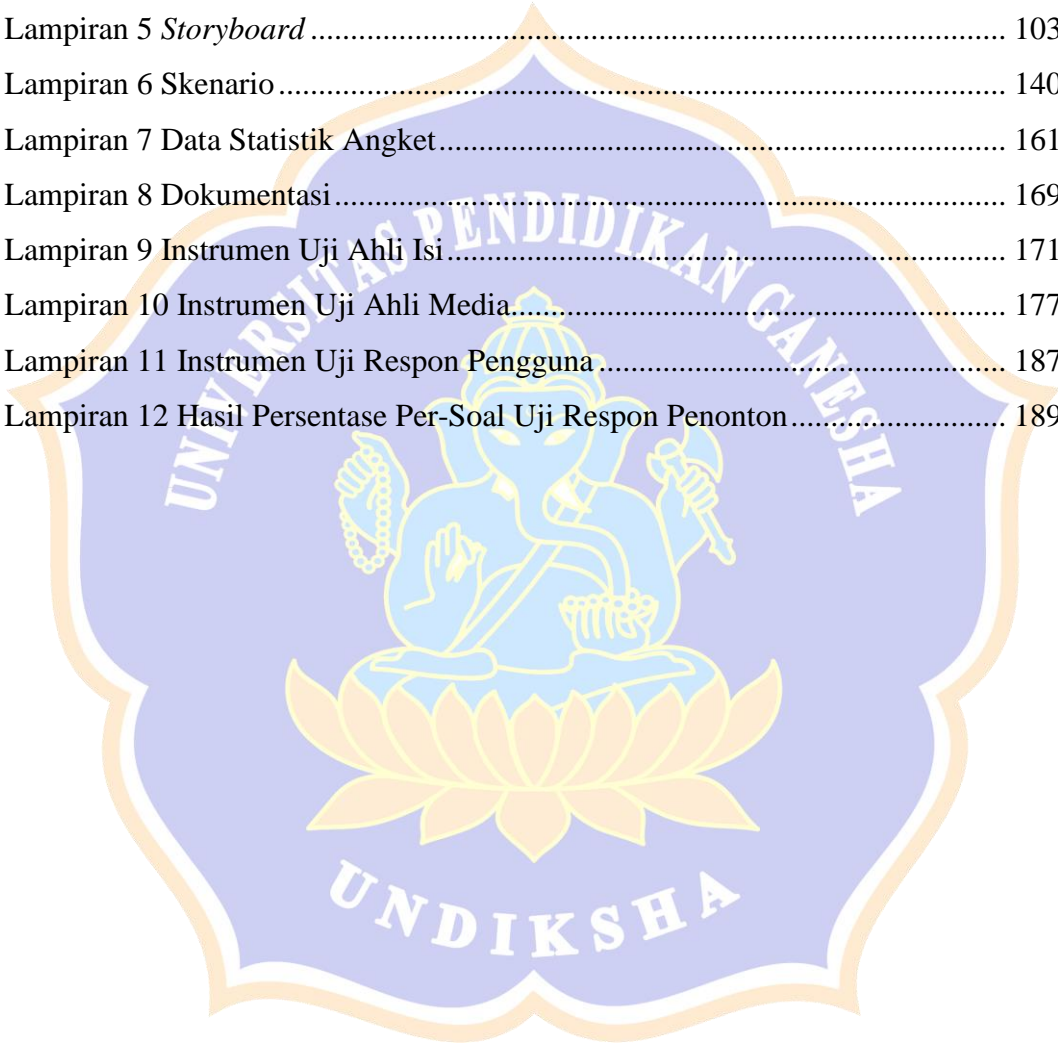 Lampiran 5 Storyboard ........................................................................................ 103
Lampiran 6 Skenario ............................................................................................ 140
Lampiran 7 Data Statistik Angket ........................................................................ 161
Lampiran 8 Dokumentasi ..................................................................................... 169
Lampiran 9 Instrumen Uji Ahli Isi ....................................................................... 171
Lampiran 10 Instrumen Uji Ahli Media ............................................................... 177
Lampiran 11 Instrumen Uji Respon Pengguna .................................................... 187
Lampiran 12 Hasil Persentase Per-Soal Uji Respon Penonton ........................... 189
UNIVERSITAS PENDIDIKAN GANESHA
UNDIKSHA